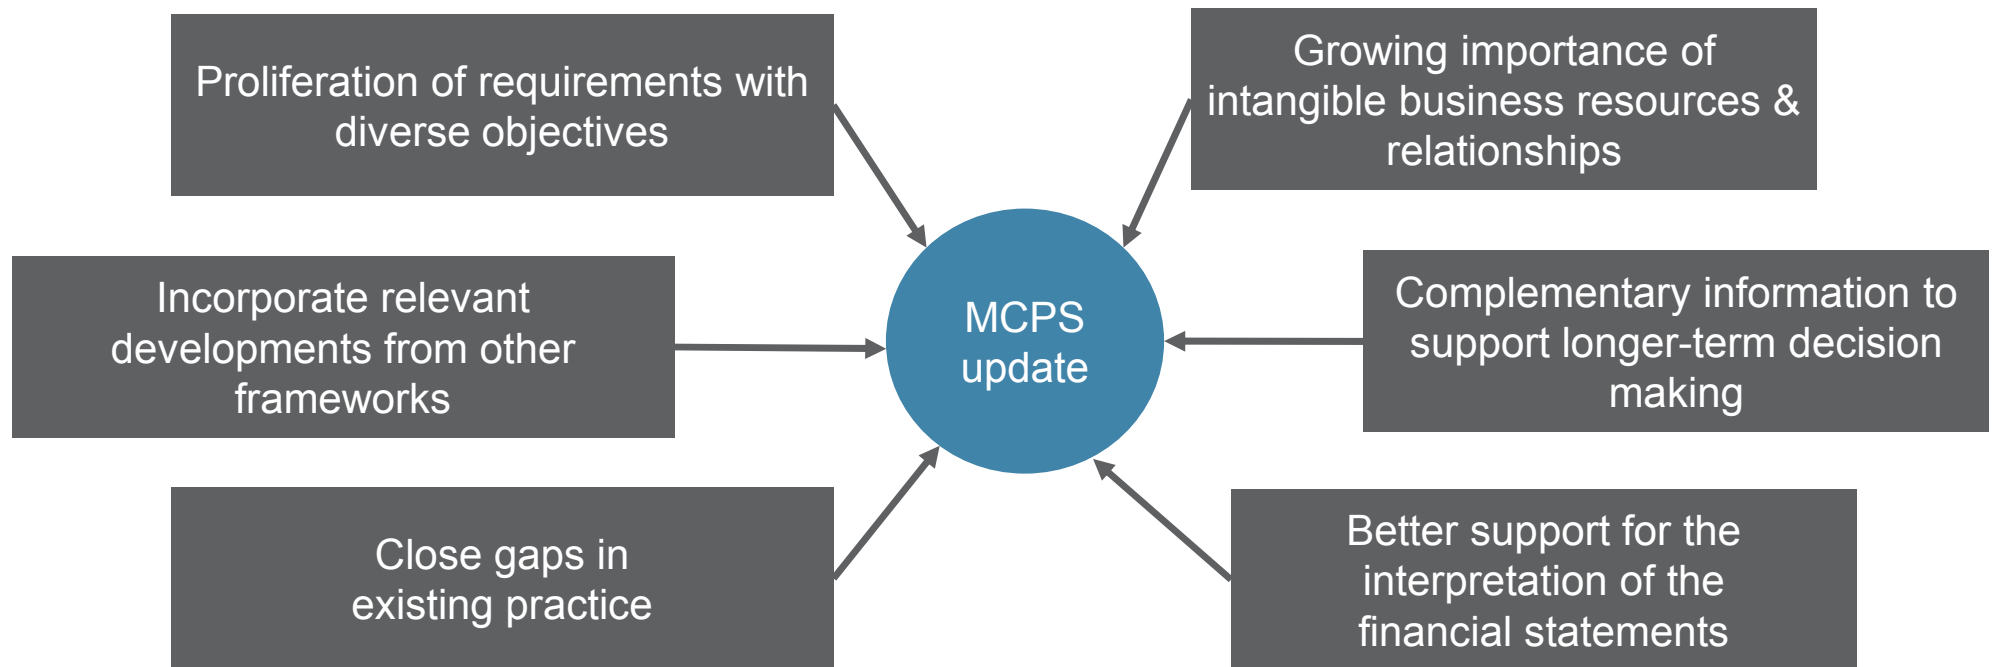 Proliferation of requirements with
diverse objectives
Growing importance of
intangible business resources &
relationships
Incorporate relevant
developments from other
frameworks
MCPS
update
Complementary information to
support longer-term decision
making
Close gaps in
existing practice
Better support for the
interpretation of the
financial statements